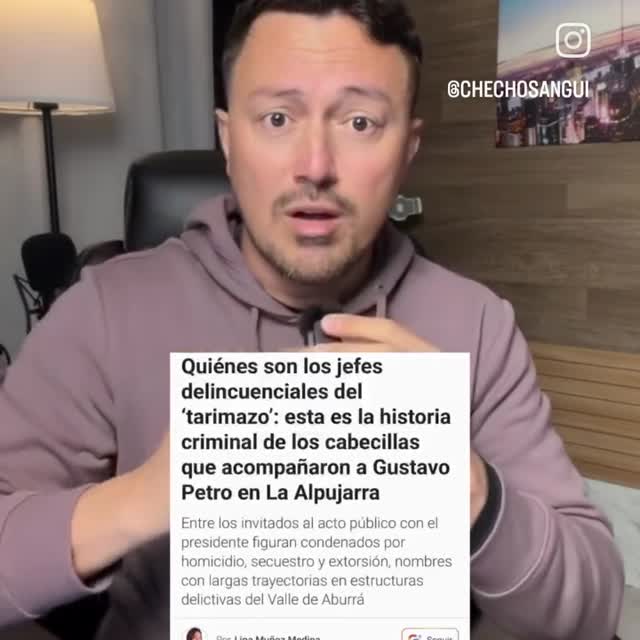 @CHECHOSANGUI
Quiénes son los jefes
delincuenciales del
‘tarimazo’: esta es la historia
criminal de los cabecillas
que acompañaron a Gustavo
Petro en La Alpujarra
Entre los invitados al acto público con el
presidente figuran condenados por
homicidio, secuestro y extorsión, nombres
con largas trayectorias en estructuras
delictivas del Valle de Aburrá
Por Lina Muñoz Medina
Seguir